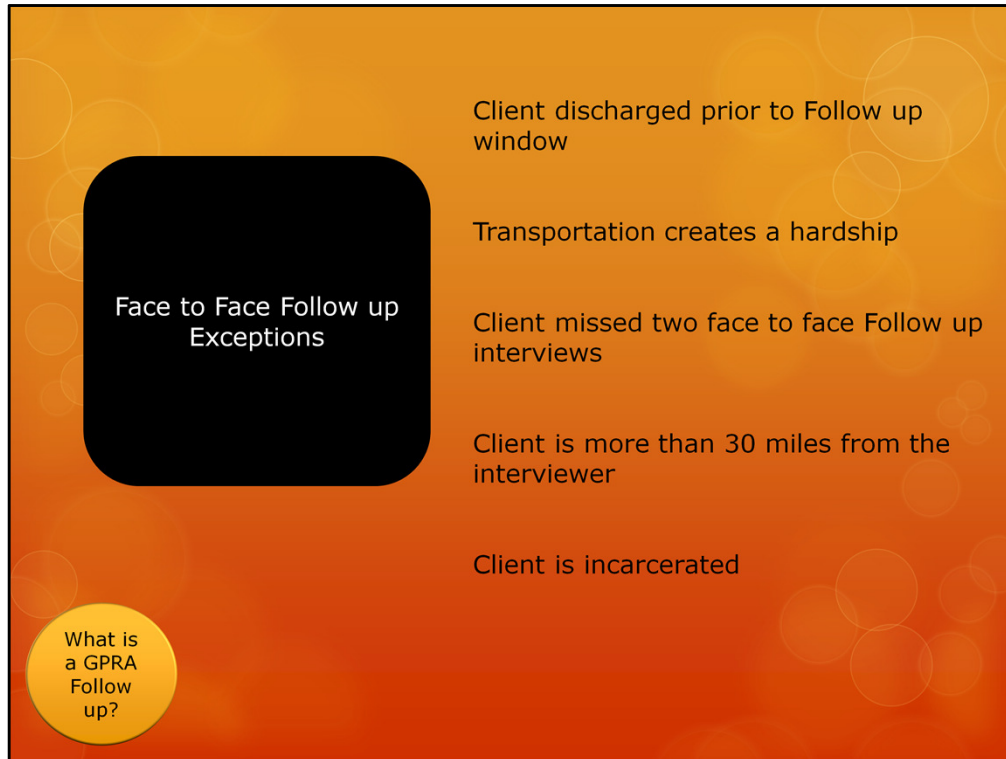 Face to Face Follow up
Exceptions
Client discharged prior to Follow up
window
Transportation creates a hardship
Client missed two face to face Follow up
interviews
Client is more than 30 miles from the
interviewer
Client is incarcerated
What is
a GPRA
Follow
up?